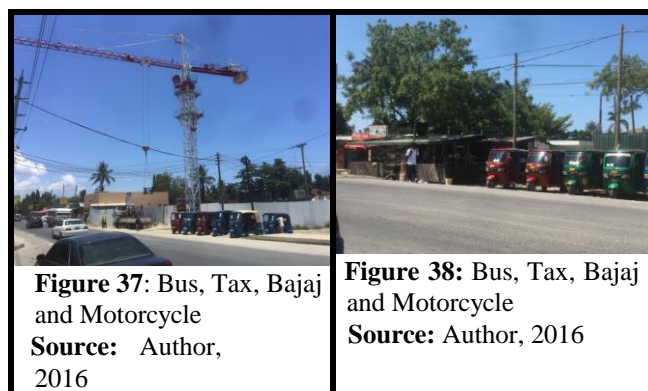 Figure 37: Bus, Tax, Bajaj
and Motorcycle
Source: Author,
2016
Figure 38: Bus, Tax, Bajaj
and Motorcycle
Source: Author, 2016